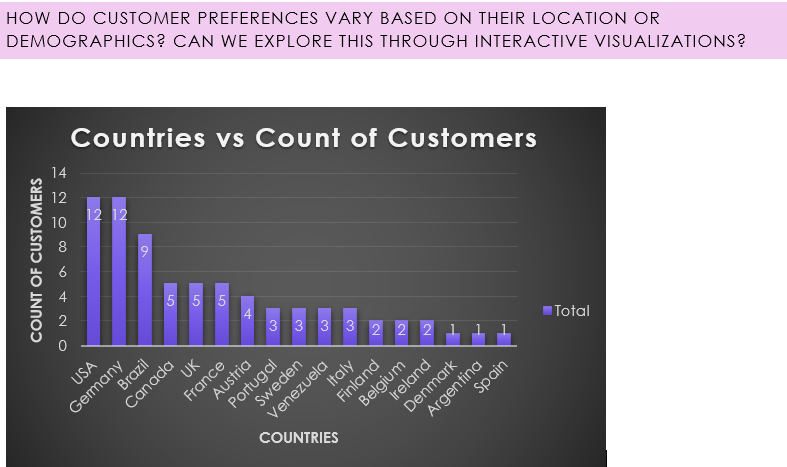 HOW DO CUSTOMER PREFERENCES VARY BASED ON THEIR LOCATION OR
DEMOGRAPHICS? CAN WE EXPLORE THIS THROUGH INTERACTIVE VISUALIZATIONS?
Countries vs Count of Customers
COUNT OF CUSTOMERS
14
12
10
8
6
4
2
0
12 12 9 5 5 5 4 3 3 3 3 2 2 2 1 1 1
USA Germany Brazil Canada UK France Austria Portugal Sweden Venezuela Italy Finland Belgium Ireland Denmark Argentina Spain
COUNTRIES
Total